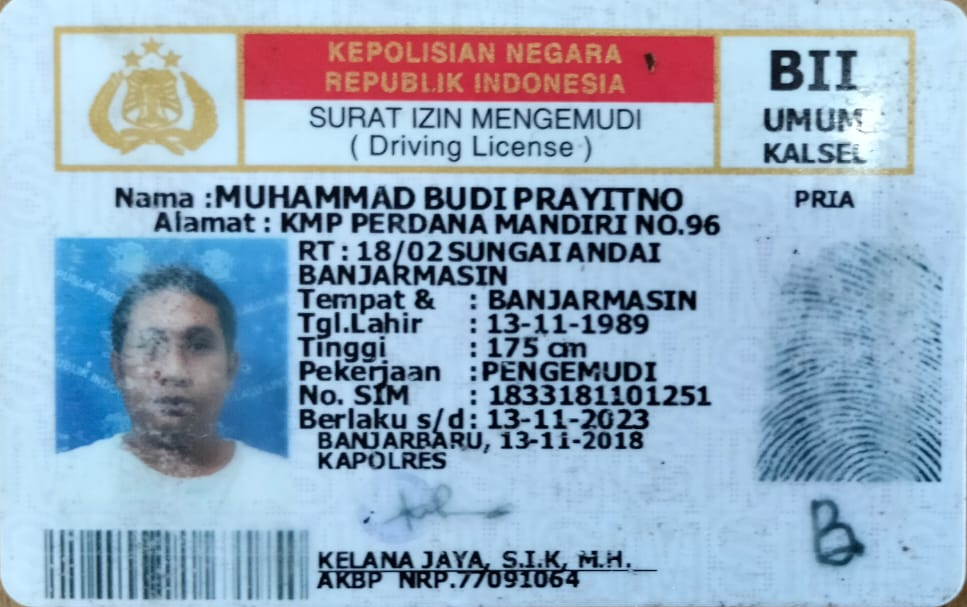 KEPOLISIAN NEGARA
REPUBLIK INDONESIA
SURAT IZIN MENGEMUDI
( Driving License )
BII
UMUM
KALSEL
Nama : MUHAMMAD BUDI PRAYITNO
PRIA
Alamat : KMP PERDANA MANDIRI NO.96
RT : 18/02 SUNGAI ANDAI
BANJARMASIN
Tempat & : BANJARMASIN
Tgl.Lahir : 13-11-1989
Tinggi : 175 cm
Pekerjaan : PENGEMUDI
No. SIM : 1833181101251
Berlaku s/d : 13-11-2023
BANJARBARU, 13-11-2018
KAPOLRES
B
KELANA JAYA, S.I.K, M.H.
AKBP NRP.77091064